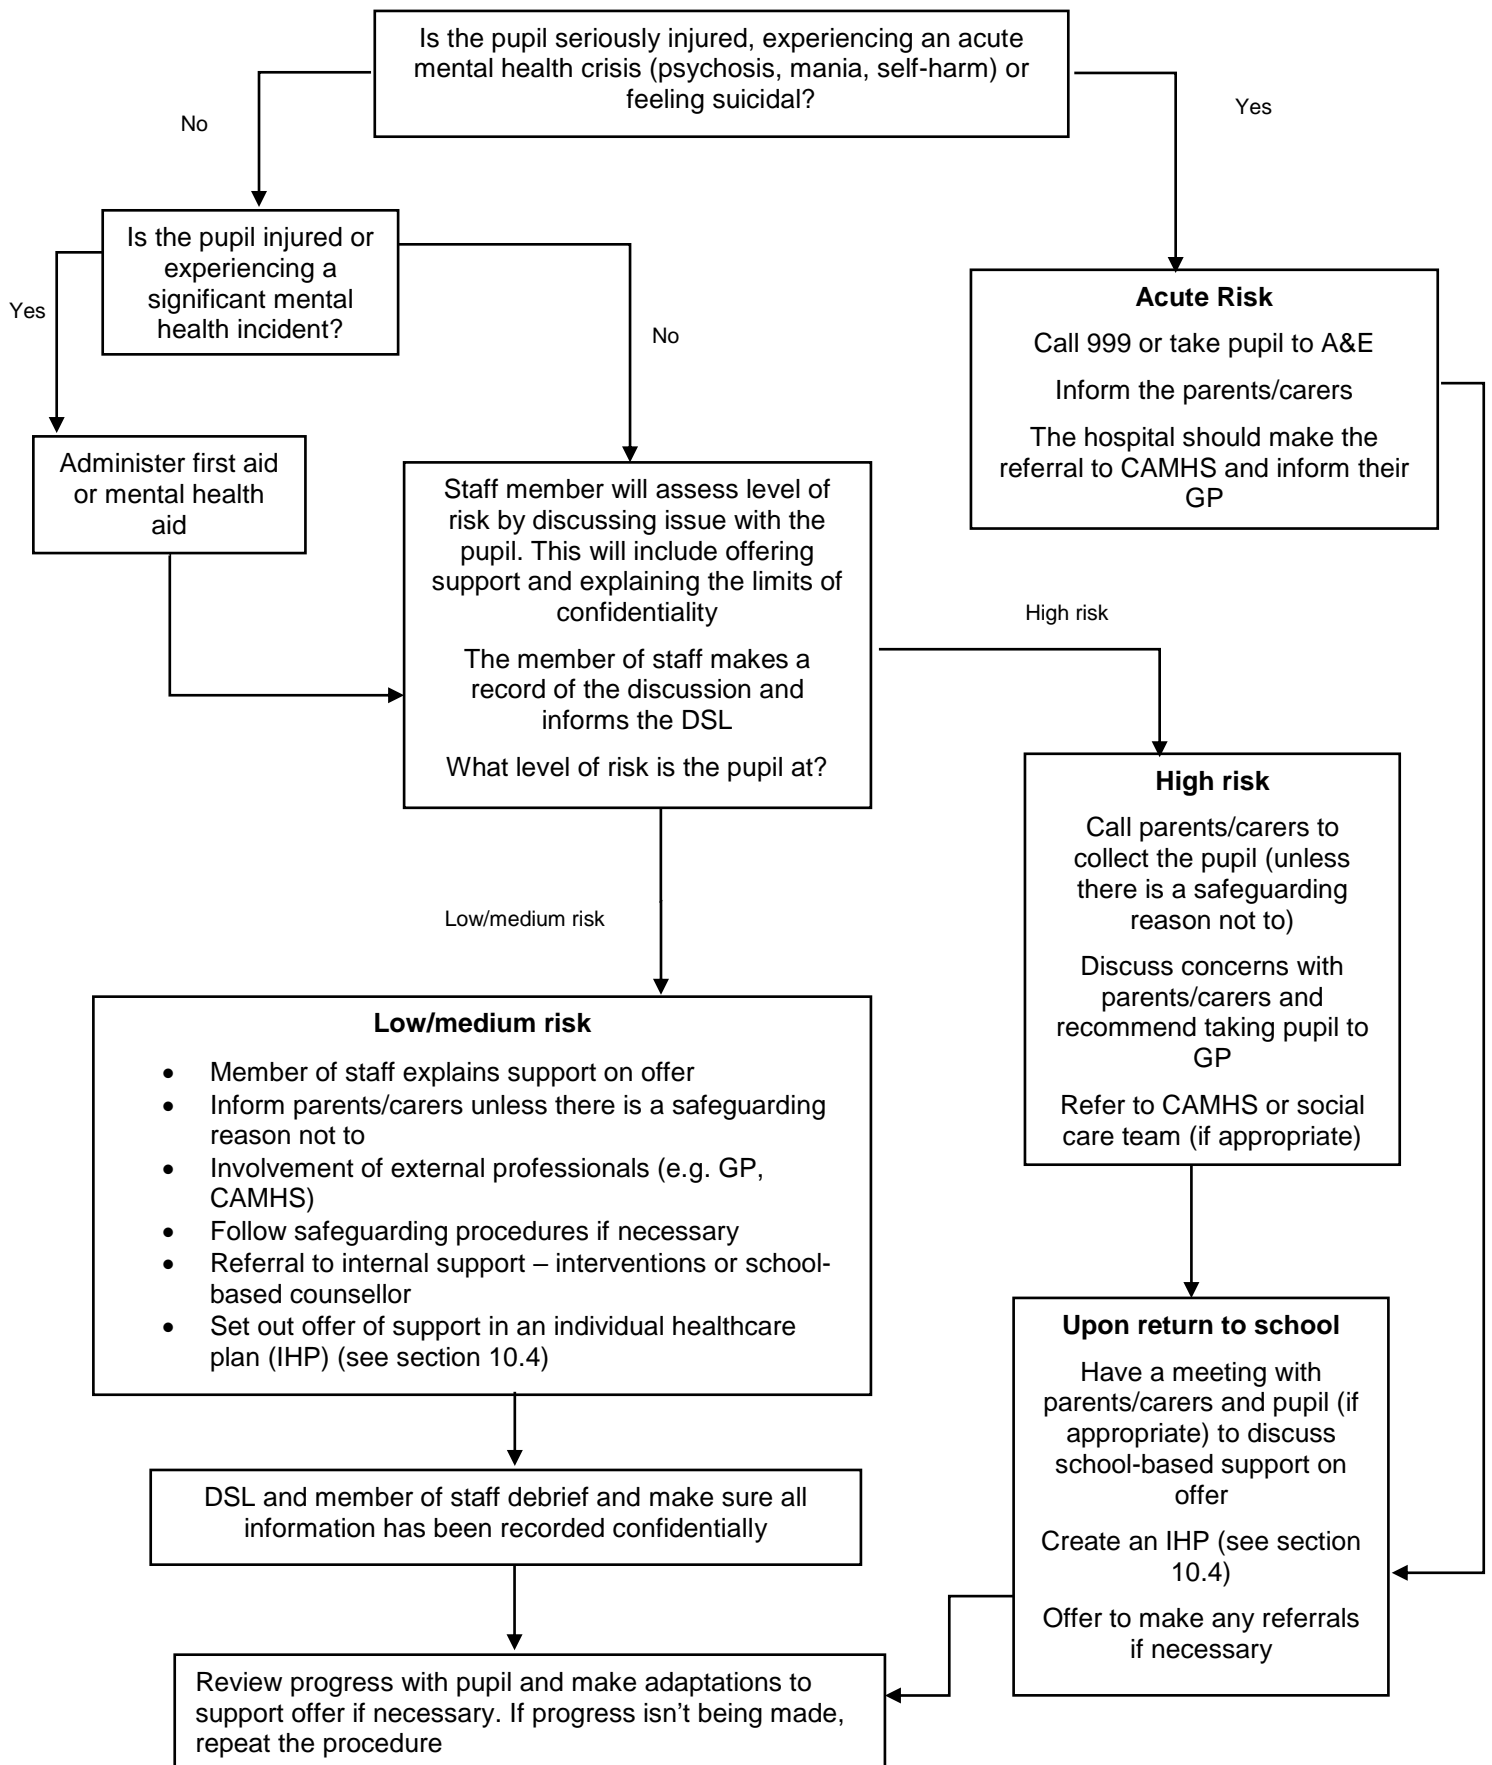 Is the pupil seriously injured, experiencing an acute
mental health crisis (psychosis, mania, self-harm) or
feeling suicidal?
No
Yes
Is the pupil injured or
experiencing a
significant mental
health incident?
Yes
No
Acute Risk
Call 999 or take pupil to A&E
Inform the parents/carers
The hospital should make the
referral to CAMHS and inform their
GP
Administer first aid
or mental health
aid
Staff member will assess level of
risk by discussing issue with the
pupil. This will include offering
support and explaining the limits of
confidentiality
The member of staff makes a
record of the discussion and
informs the DSL
What level of risk is the pupil at?
High risk
High risk
Call parents/carers to
collect the pupil (unless
there is a safeguarding
reason not to)
Discuss concerns with
parents/carers and
recommend taking pupil to
GP
Refer to CAMHS or social
care team (if appropriate)
Low/medium risk
Low/medium risk
• Member of staff explains support on offer
• Inform parents/carers unless there is a safeguarding
reason not to
• Involvement of external professionals (e.g. GP,
CAMHS)
• Follow safeguarding procedures if necessary
• Referral to internal support – interventions or school-
based counsellor
• Set out offer of support in an individual healthcare
plan (IHP) (see section 10.4)
Upon return to school
Have a meeting with
parents/carers and pupil (if
appropriate) to discuss
school-based support on
offer
Create an IHP (see section
10.4)
Offer to make any referrals
if necessary
DSL and member of staff debrief and make sure all
information has been recorded confidentially
Review progress with pupil and make adaptations to
support offer if necessary. If progress isn't being made,
repeat the procedure